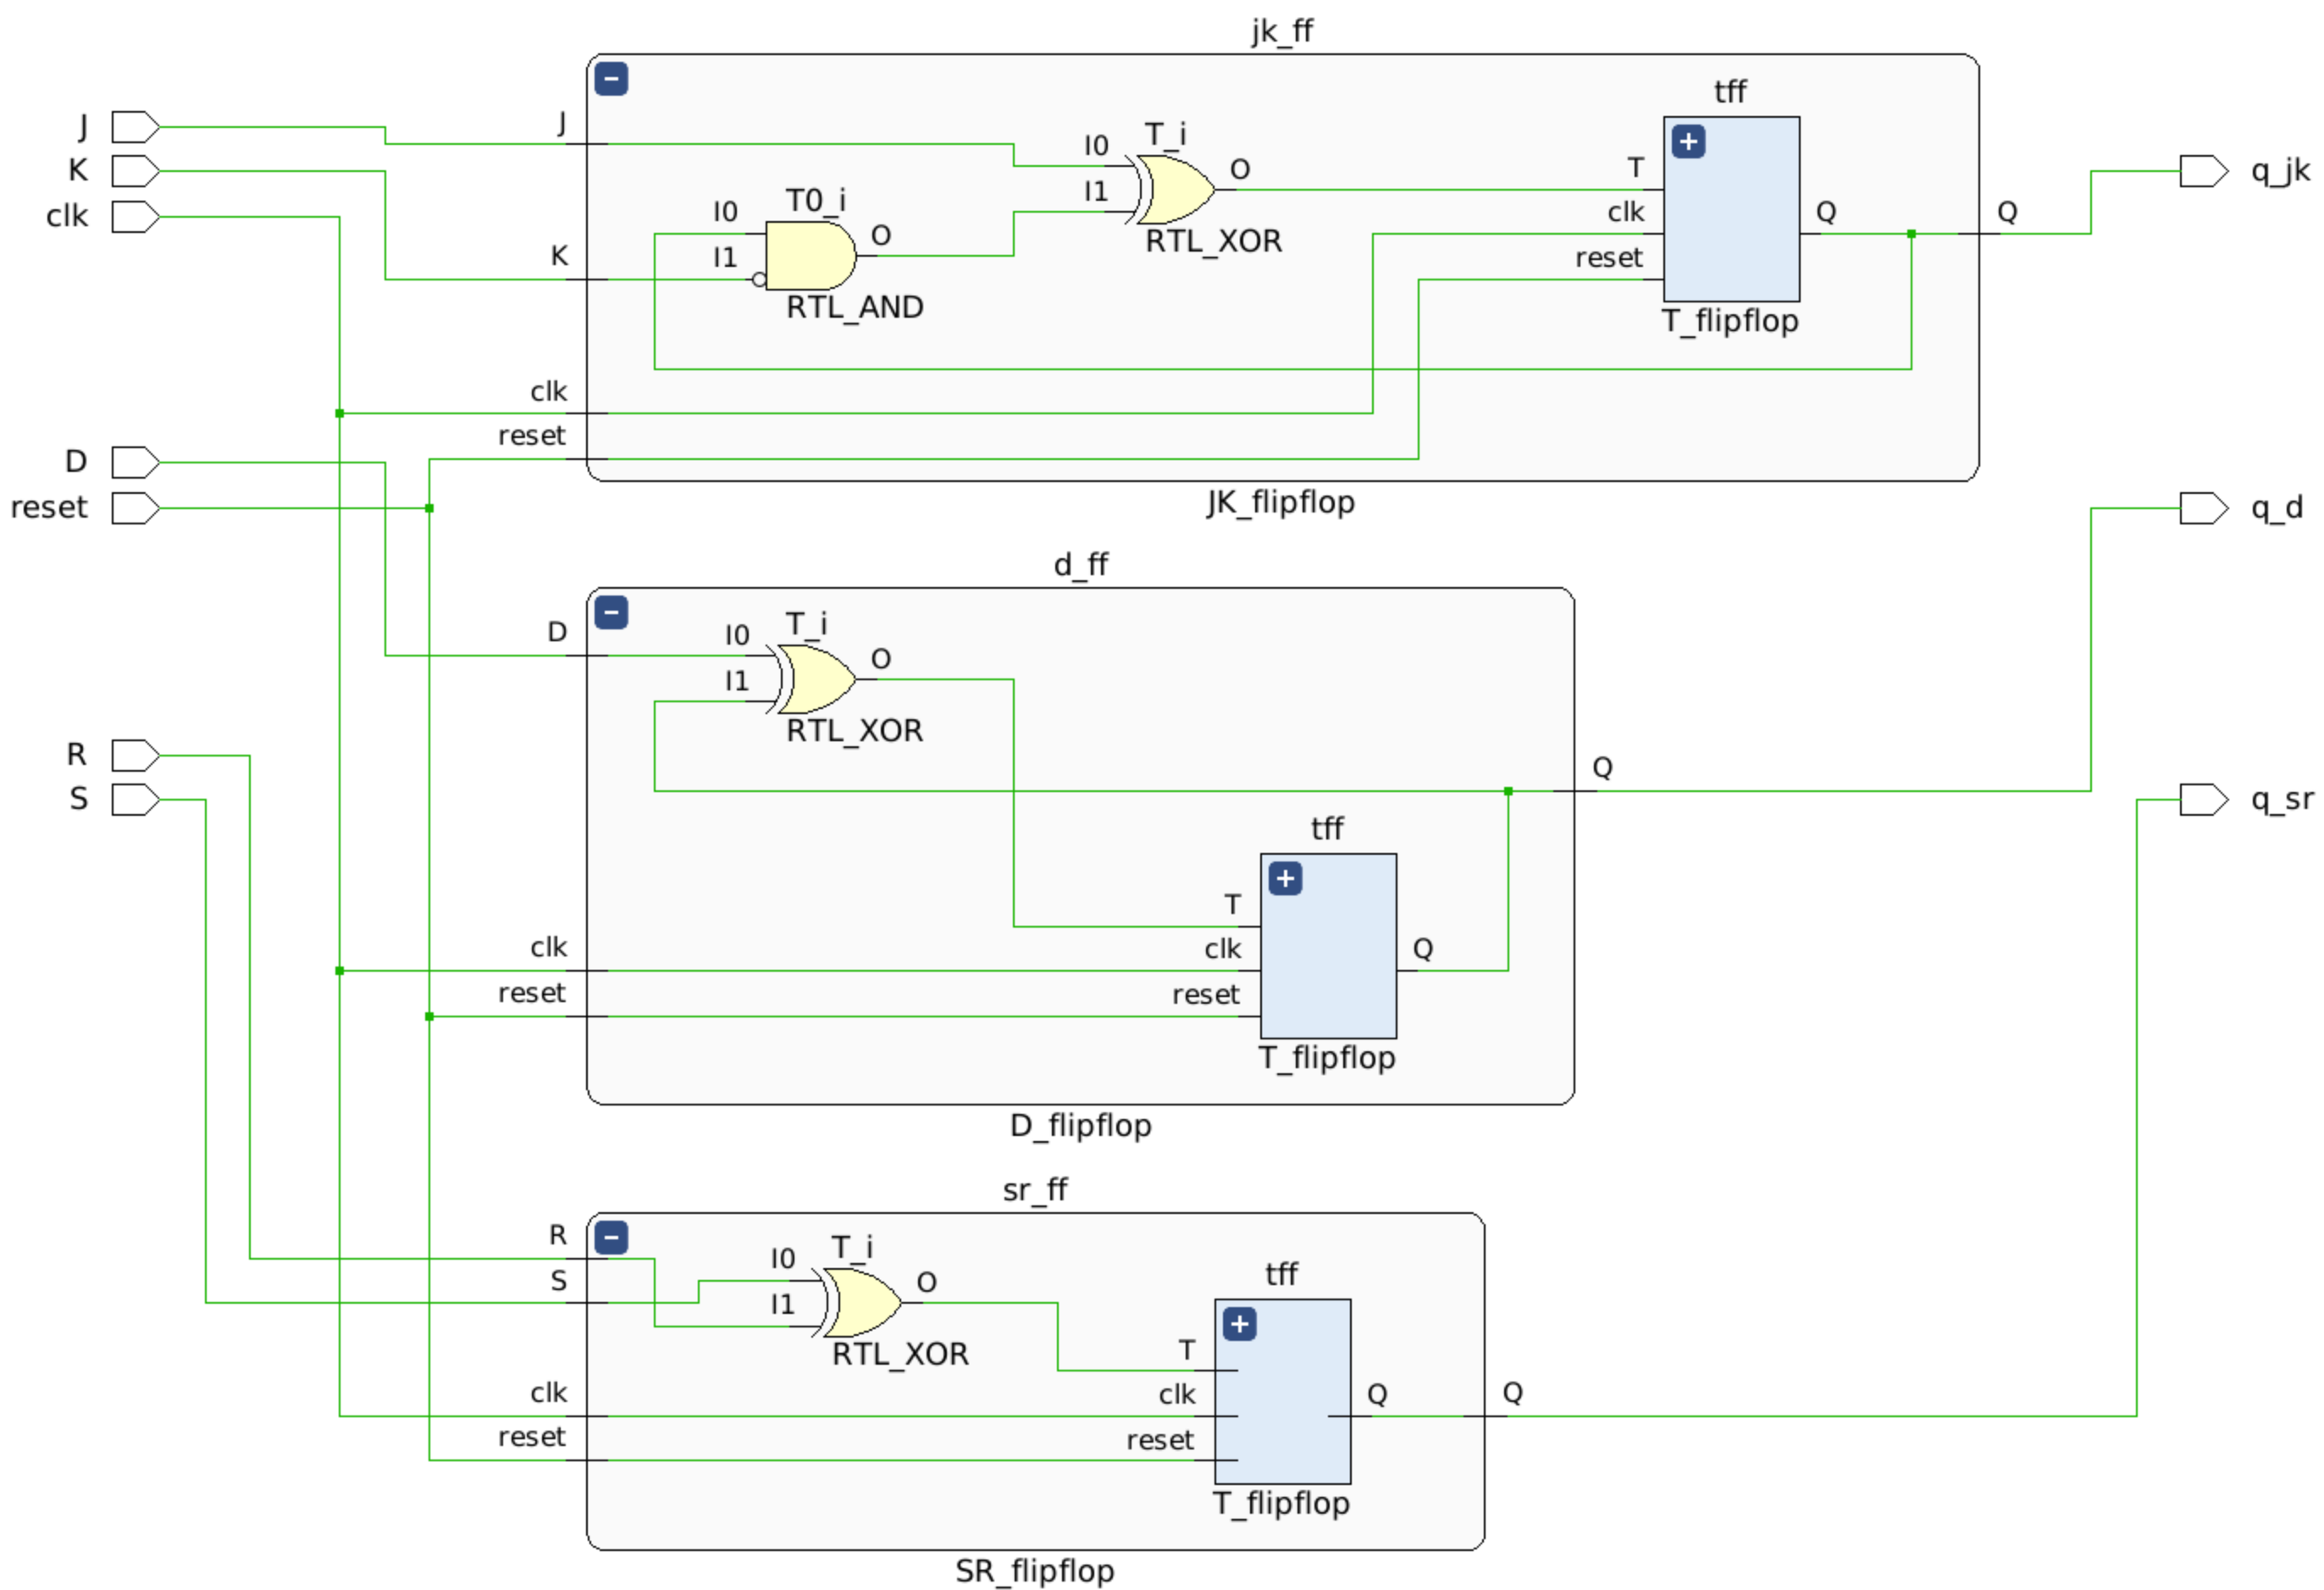 jk_ff
J
K
clk
J
K
clk
reset
I0
I1
T0_i
O
RTL_AND
I0
I1
T_i
O
RTL_XOR
tff
T
clk
reset
Q
T_flipflop
Q
q_jk
JK_flipflop
D
reset
q_d
d_ff
D
I0
I1
T_i
O
RTL_XOR
Q
tff
T
clk
reset
Q
T_flipflop
clk
reset
D_flipflop
R
S
q_sr
sr_ff
R
S
I0
I1
T_i
O
RTL_XOR
tff
T
clk
reset
Q
T_flipflop
Q
clk
reset
SR_flipflop